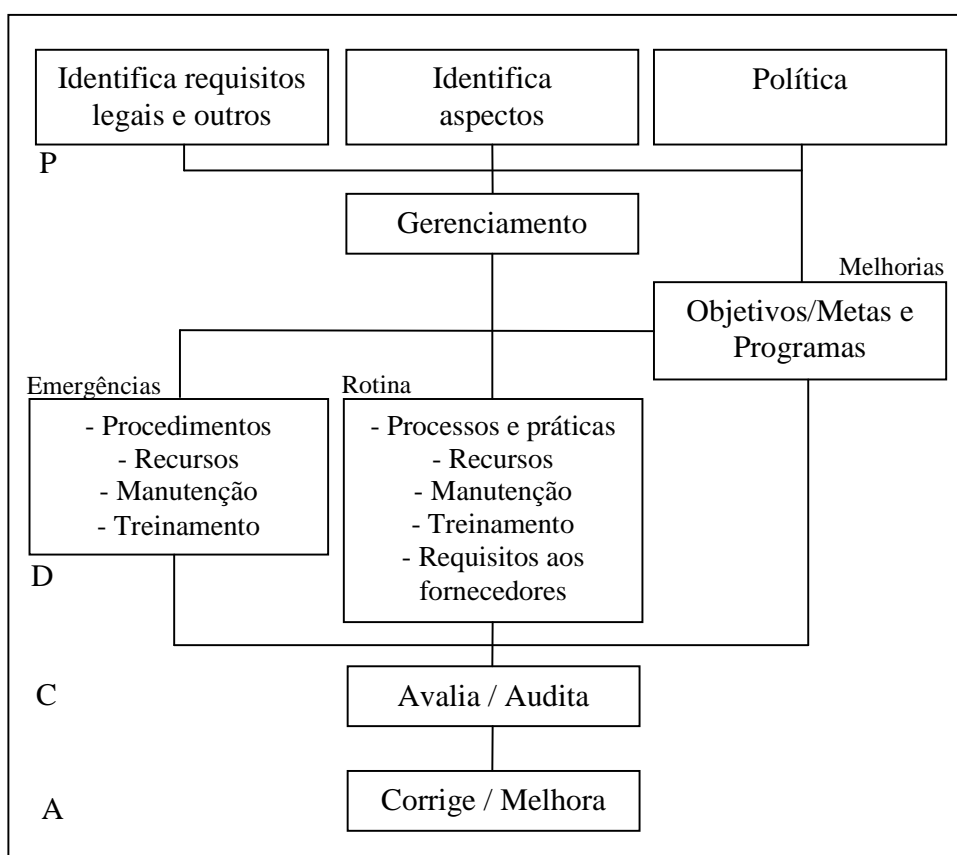 Identifica requisitos
legais e outros
Identifica
aspectos
Política
P
Gerenciamento
Melhorias
Objetivos/Metas e
Programas
Emergências
- Procedimentos
- Recursos
- Manutenção
- Treinamento
Rotina
- Processos e práticas
- Recursos
- Manutenção
- Treinamento
- Requisitos aos
fornecedores
D
C
Avalia / Audita
A
Corrige / Melhora